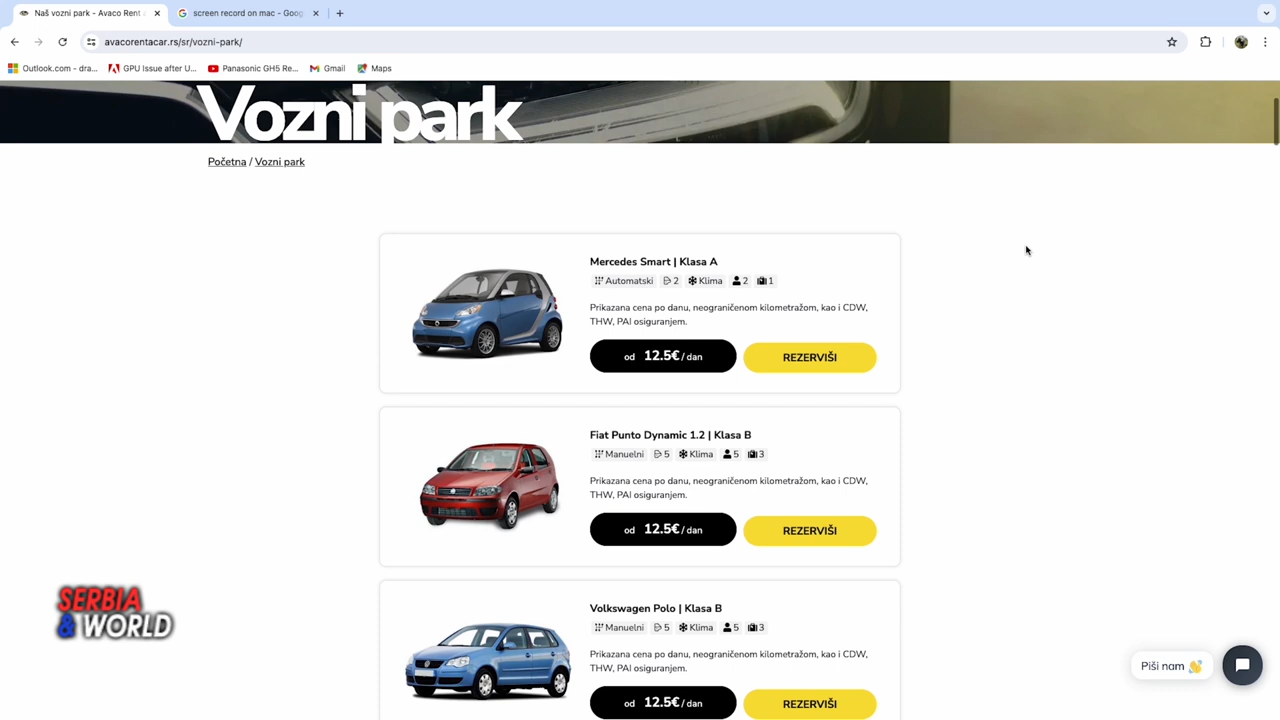 Naš vozni park - Avaco Rent a
screen record on mac - Goog
avacorentacar.rs/sr/vozni-park/
Outlook.com - dra...
GPU Issue after U...
Panasonic GH5 Re...
Gmail
Maps
Vozni park
Početna / Vozni park
Mercedes Smart | Klasa A
Automatski 2 Klima 2 1
Prikazana cena po danu, neograničenom kilometražom, kao i CDW,
THW, PAI osiguranjem.
od 12.5€ / dan REZERVIŠI
Fiat Punto Dynamic 1.2 | Klasa B
Manuelni 5 Klima 5 3
Prikazana cena po danu, neograničenom kilometražom, kao i CDW,
THW, PAI osiguranjem.
od 12.5€ / dan REZERVIŠI
Volkswagen Polo | Klasa B
Manuelni 5 Klima 5 3
Prikazana cena po danu, neograničenom kilometražom, kao i CDW,
THW, PAI osiguranjem.
od 12.5€ / dan REZERVIŠI
SERBIA
& WORLD
Piši nam 👋